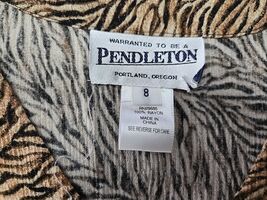 WARRANTED TO BE A
PENDLETON
PORTLAND, OREGON
8
100% RAYON
MADE IN
CHINA
SEE REVERSE FOR CARE